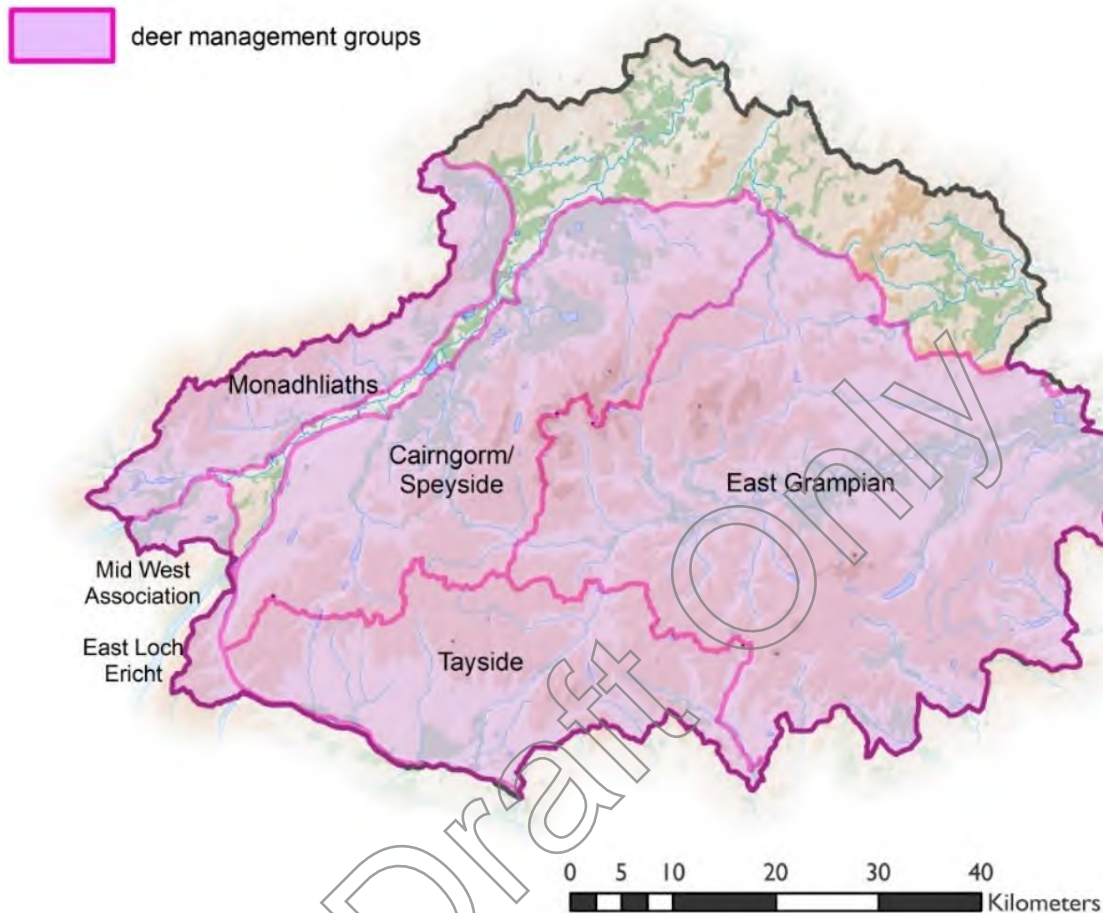 deer management groups
Monadhliaths
Cairngorm/
Speyside
East Grampian
Mid West
Association
East Loch
Ericht
Tayside
Draft Only
0 5 10 20 30 40
Kilometers